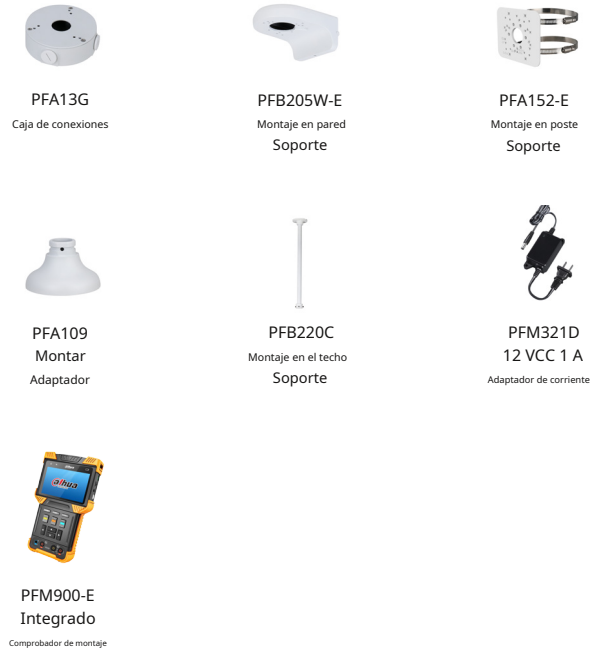 PFA13G
Caja de conexiones
PFB205W-E
Montaje en pared
Soporte
PFA152-E
Montaje en poste
Soporte
PFA109
Montar
Adaptador
PFB220C
Montaje en el techo
Soporte
PFM321D
12 VCC 1 A
Adaptador de corriente
alhua
PFM900-E
Integrado
Comprobador de montaje